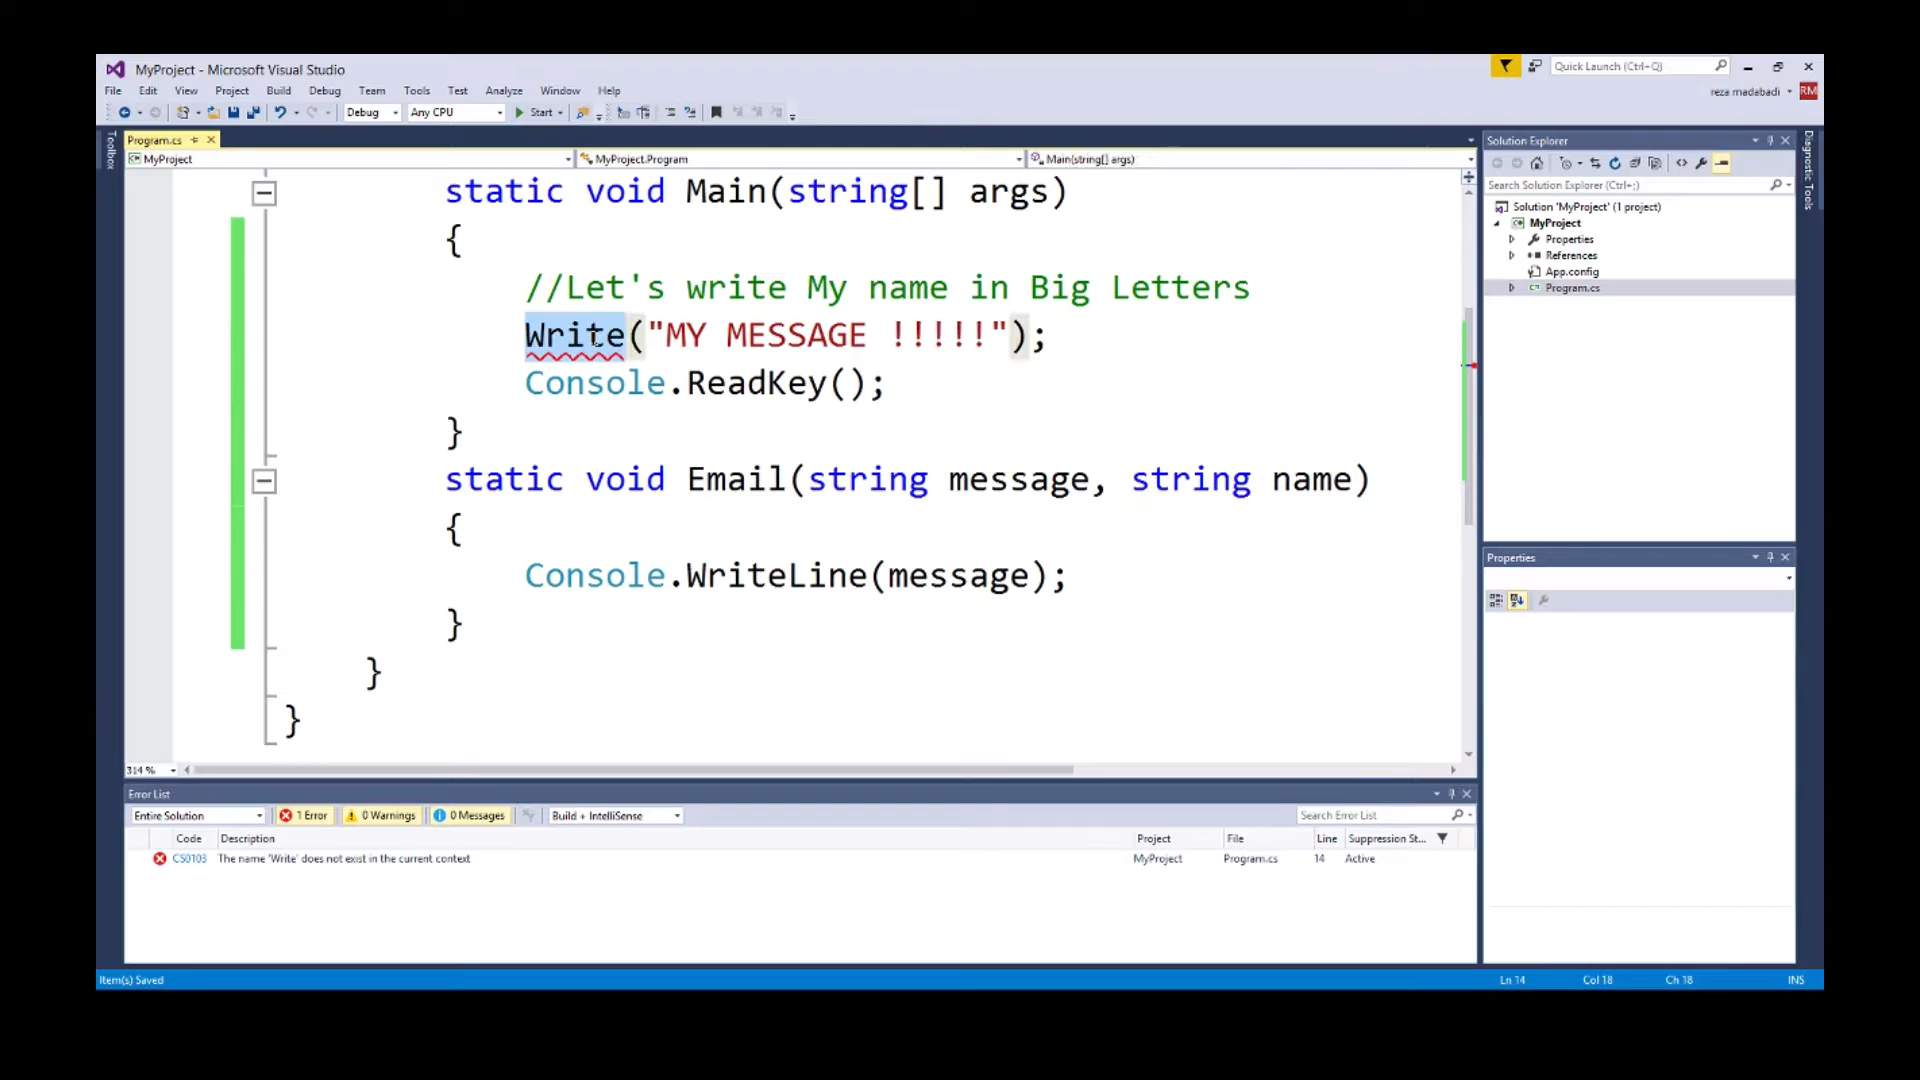 MyProject - Microsoft Visual Studio
Quick Launch (Ctrl+Q)
File Edit View Project Build Debug Team Tools Test Analyze Window Help
reza madabadi RM
Debug Any CPU Start
Toolbox
Program.cs
MyProject MyProject.Program Main(string[] args)
static void Main(string[] args)
{
//Let's write My name in Big Letters
Write("MY MESSAGE !!!!!");
Console.ReadKey();
}
static void Email(string message, string name)
{
Console.WriteLine(message);
}
}
}
314 %
Solution Explorer
Search Solution Explorer (Ctrl+;)
Solution 'MyProject' (1 project)
MyProject
Properties
References
App.config
Program.cs
Diagnostic Tools
Properties
Error List
Entire Solution 1 Error 0 Warnings 0 Messages Build + IntelliSense Search Error List
Code Description Project File Line Suppression St...
CS0103 The name 'Write' does not exist in the current context MyProject Program.cs 14 Active
Item(s) Saved Ln 14 Col 18 Ch 18 INS